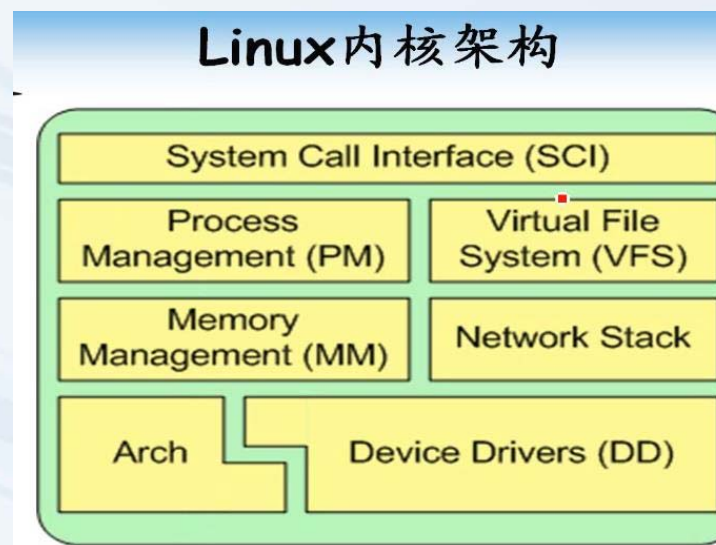 Linux内核架构
System Call Interface (SCI)
Process
Management (PM)
Virtual File
System (VFS)
Memory
Management (MM)
Network Stack
Arch
Device Drivers (DD)